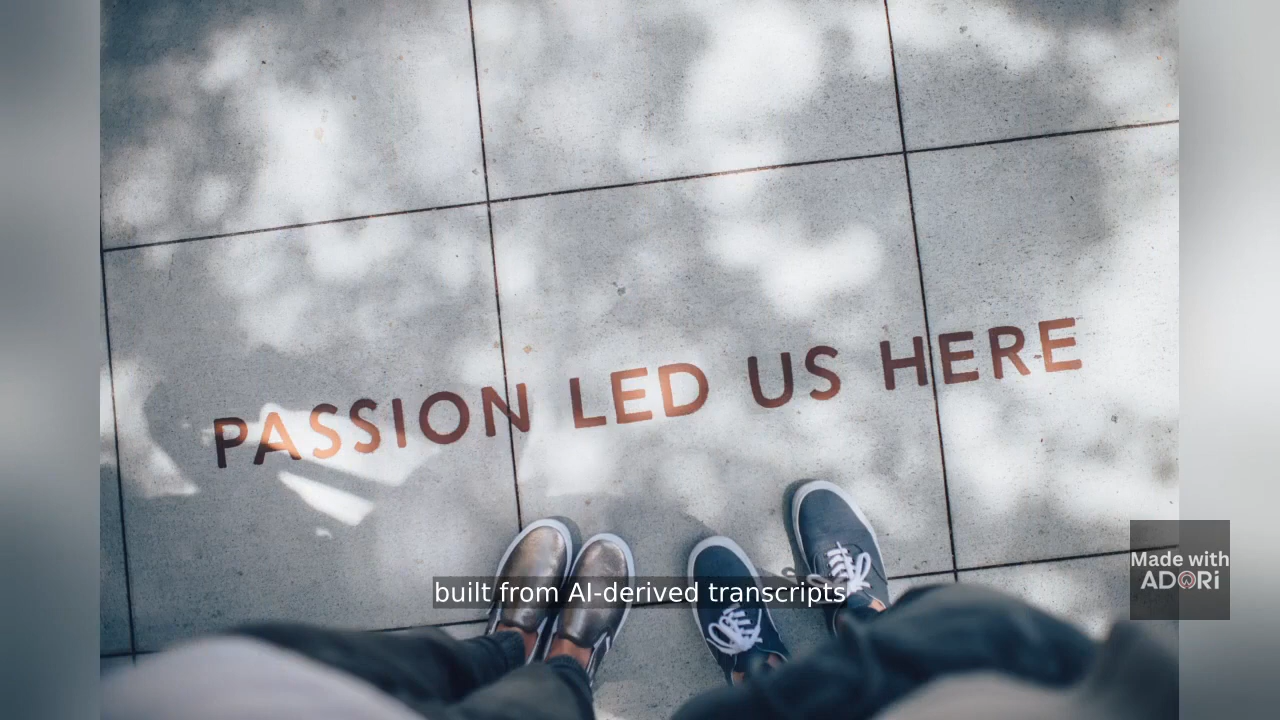 PASSION LED US HERE
built from AI-derived transcripts
Made with
ADORi